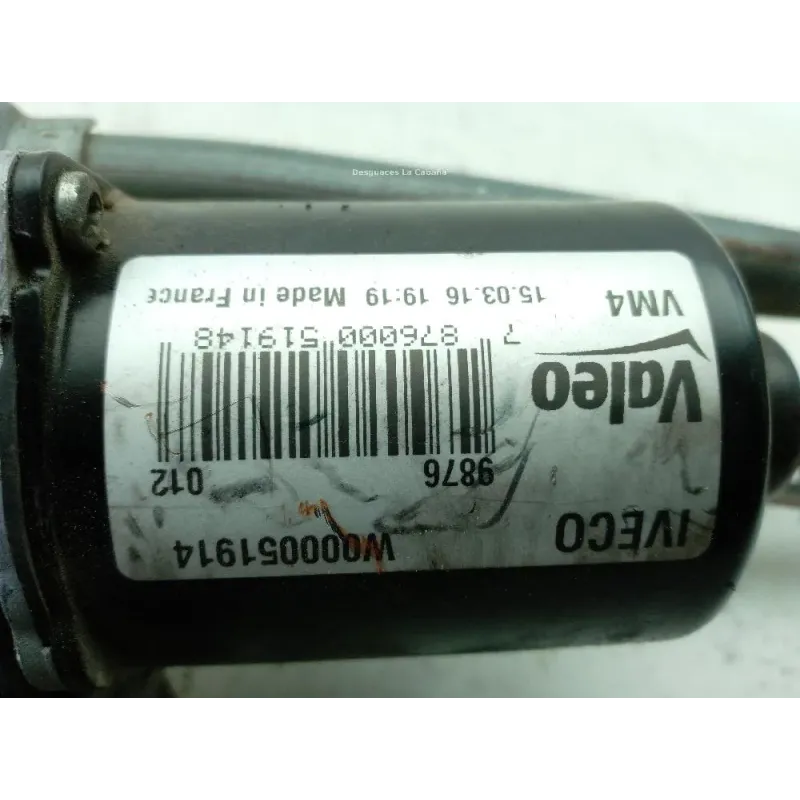 Desguaces La Cabaña
IVECO W000051914
9876 012
Valeo
7 876000 519148
VM4 15.03.16 19:19 Made in France